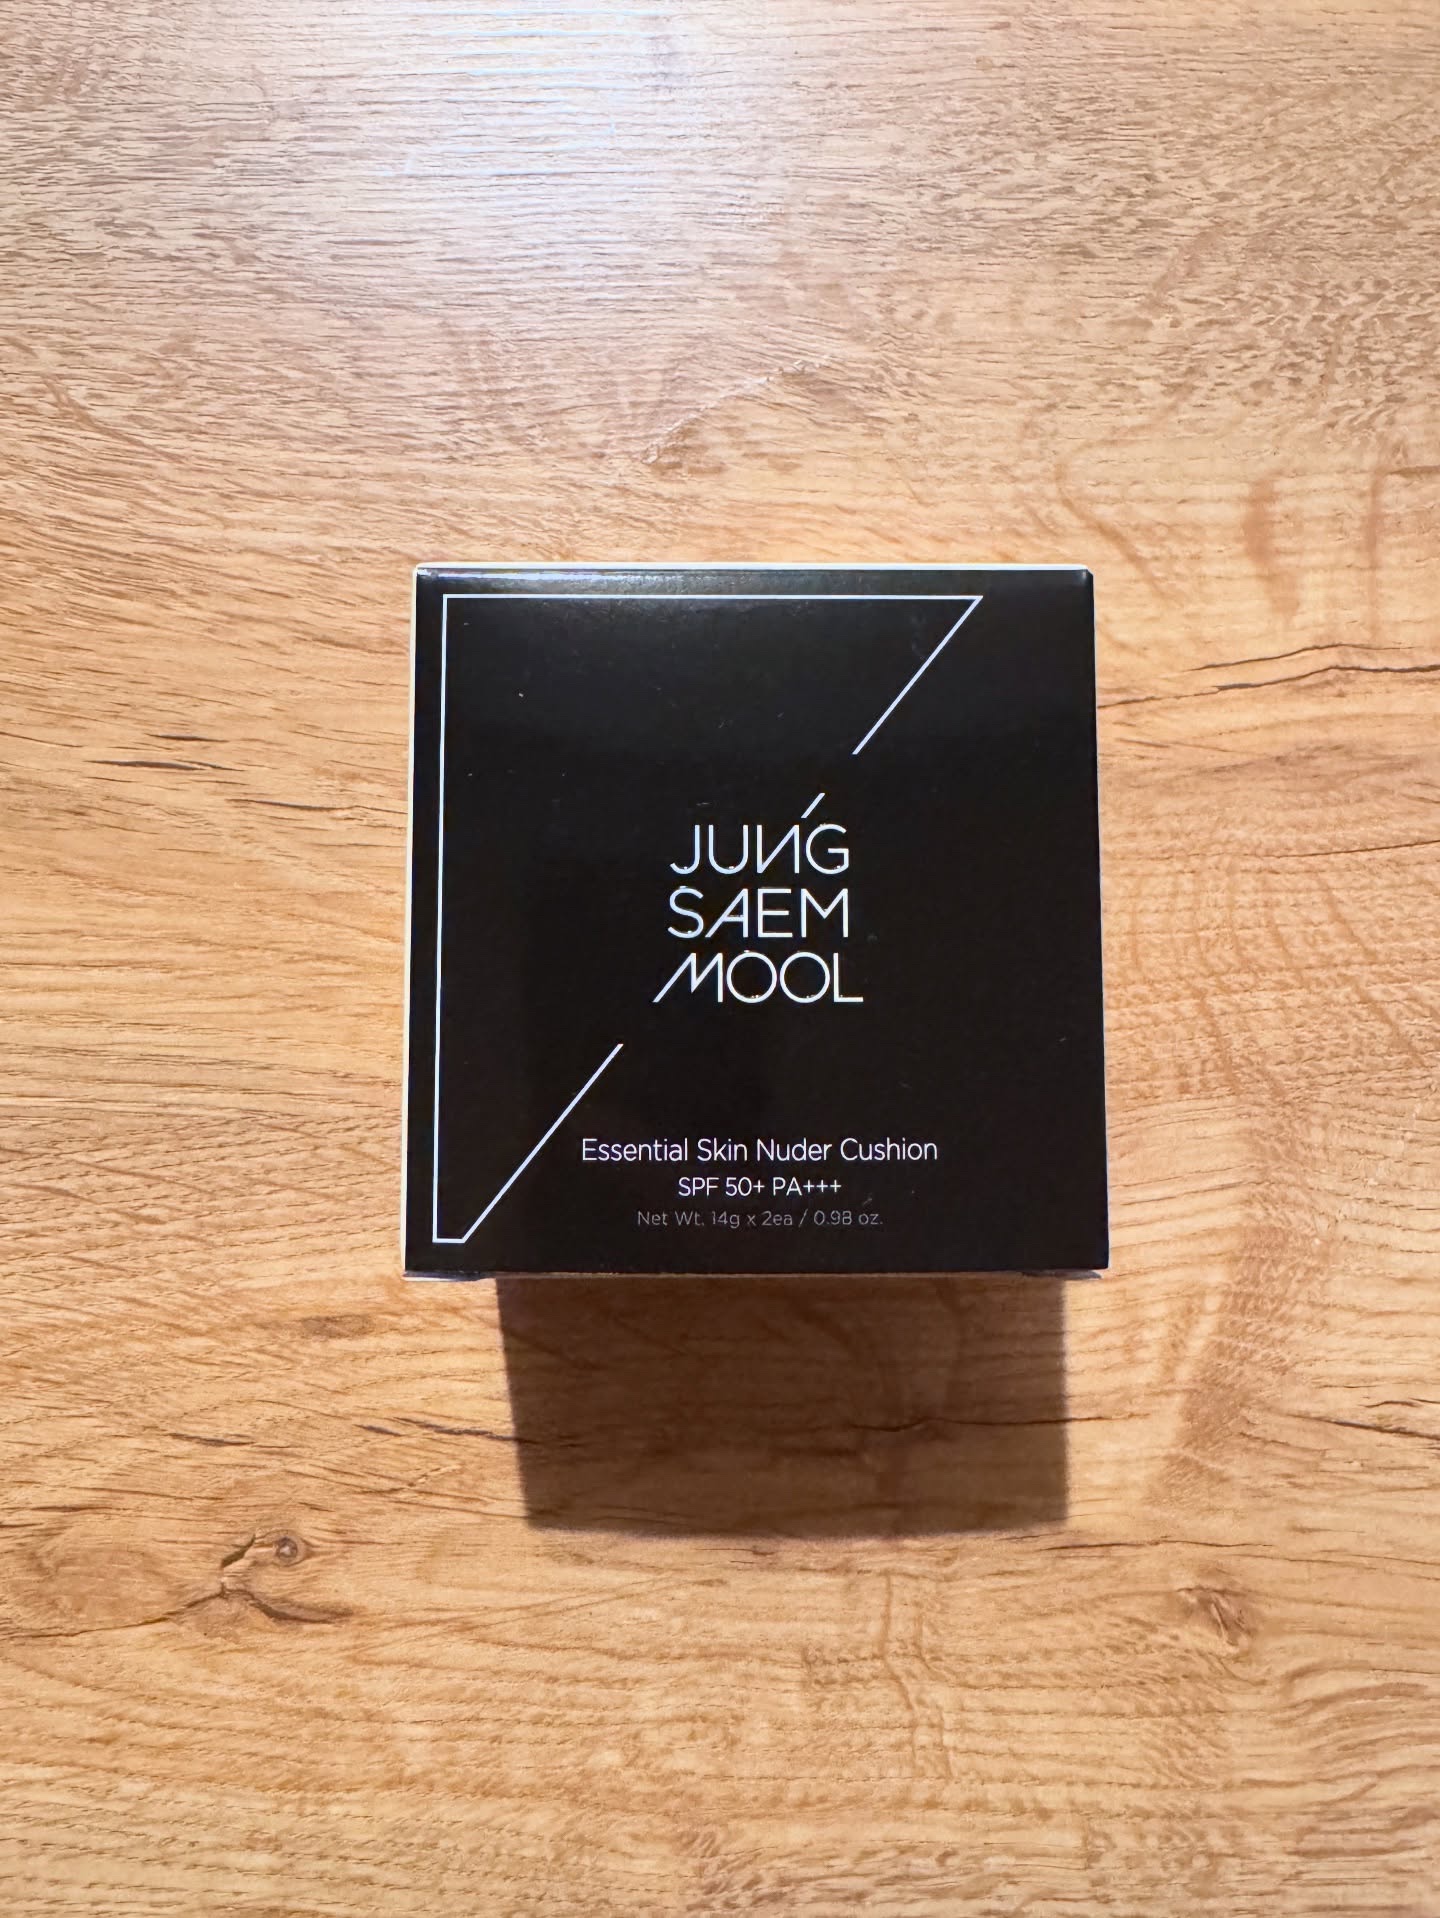 JUNG
SAEM
MOOL
Essential Skin Nuder Cushion
SPF 50+ PA+++
Net Wt. 14g x 2ea / 0.98 oz.